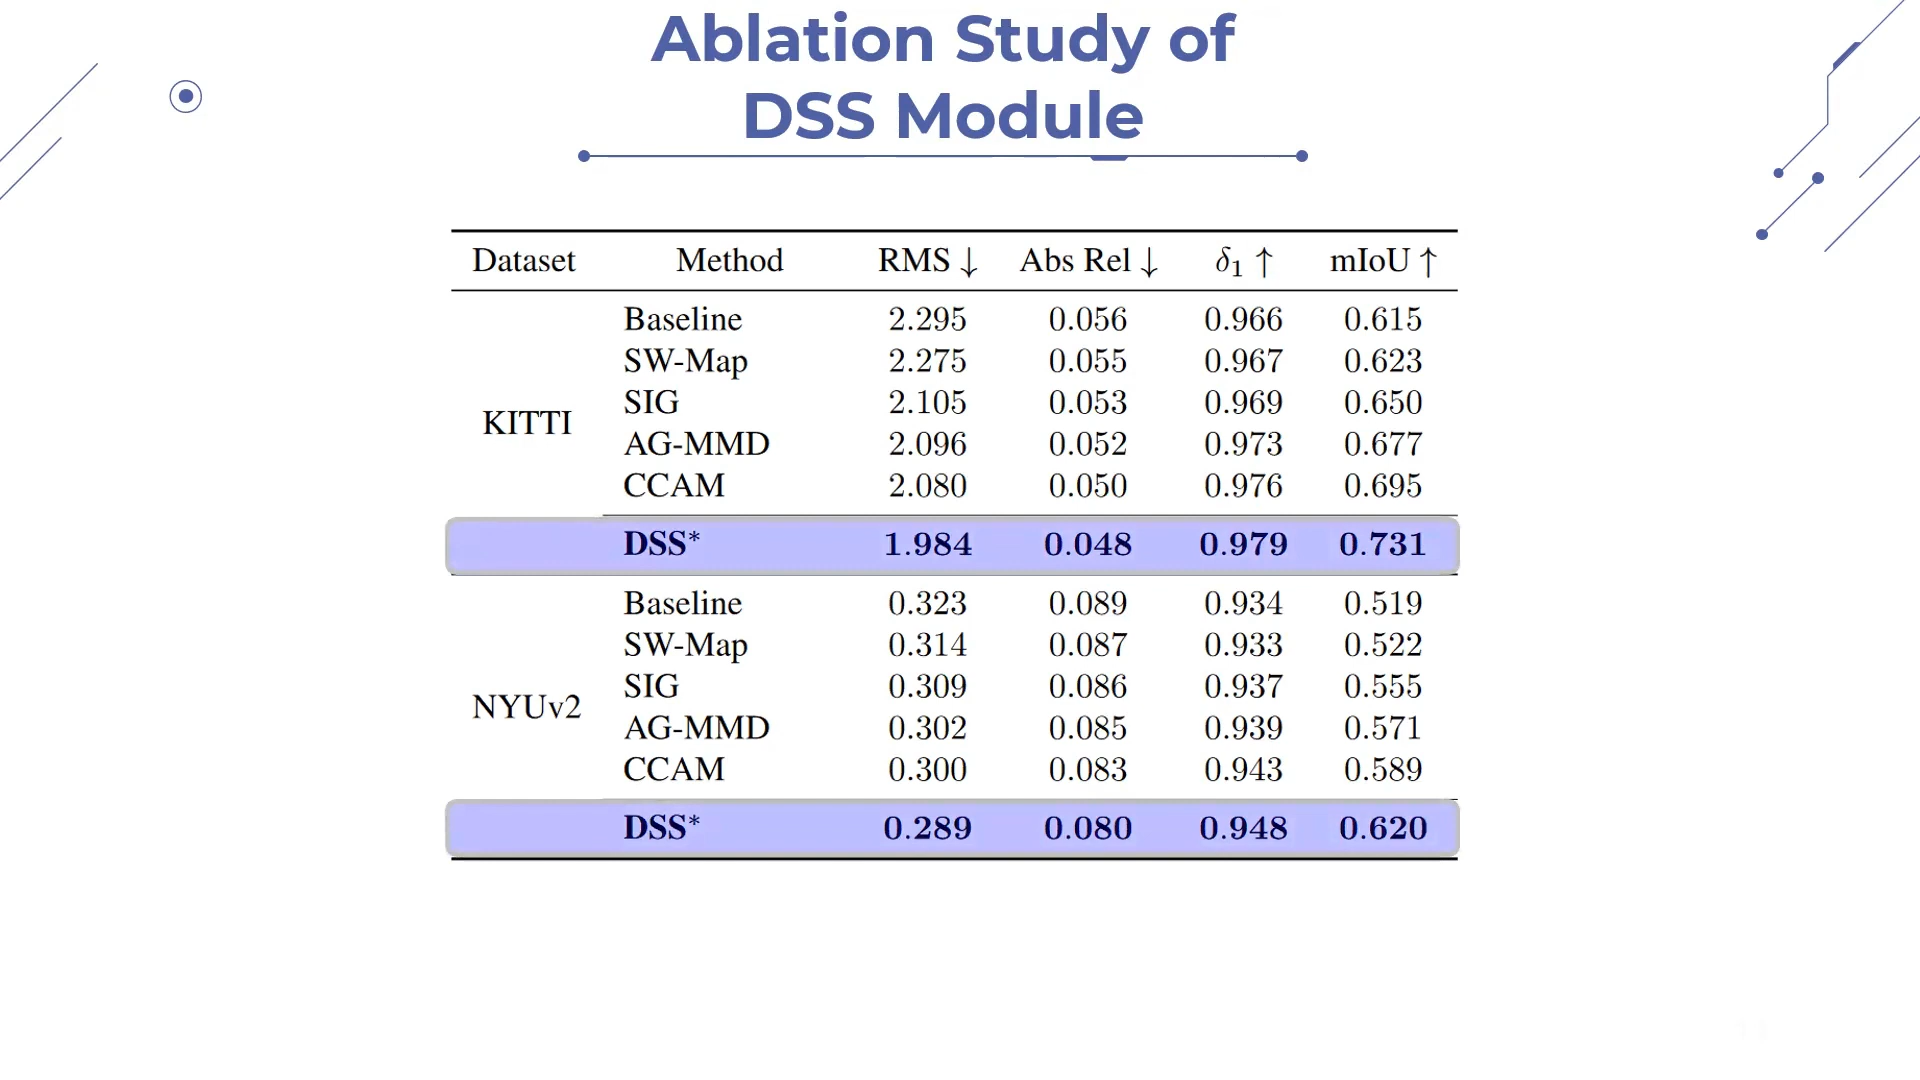 Ablation Study of
DSS Module
Dataset Method RMS ↓ Abs Rel ↓ δ₁ ↑ mIoU ↑
Baseline 2.295 0.056 0.966 0.615
SW-Map 2.275 0.055 0.967 0.623
SIG 2.105 0.053 0.969 0.650
KITTI
AG-MMD 2.096 0.052 0.973 0.677
CCAM 2.080 0.050 0.976 0.695
DSS* 1.984 0.048 0.979 0.731
Baseline 0.323 0.089 0.934 0.519
SW-Map 0.314 0.087 0.933 0.522
SIG 0.309 0.086 0.937 0.555
NYUv2
AG-MMD 0.302 0.085 0.939 0.571
CCAM 0.300 0.083 0.943 0.589
DSS* 0.289 0.080 0.948 0.620